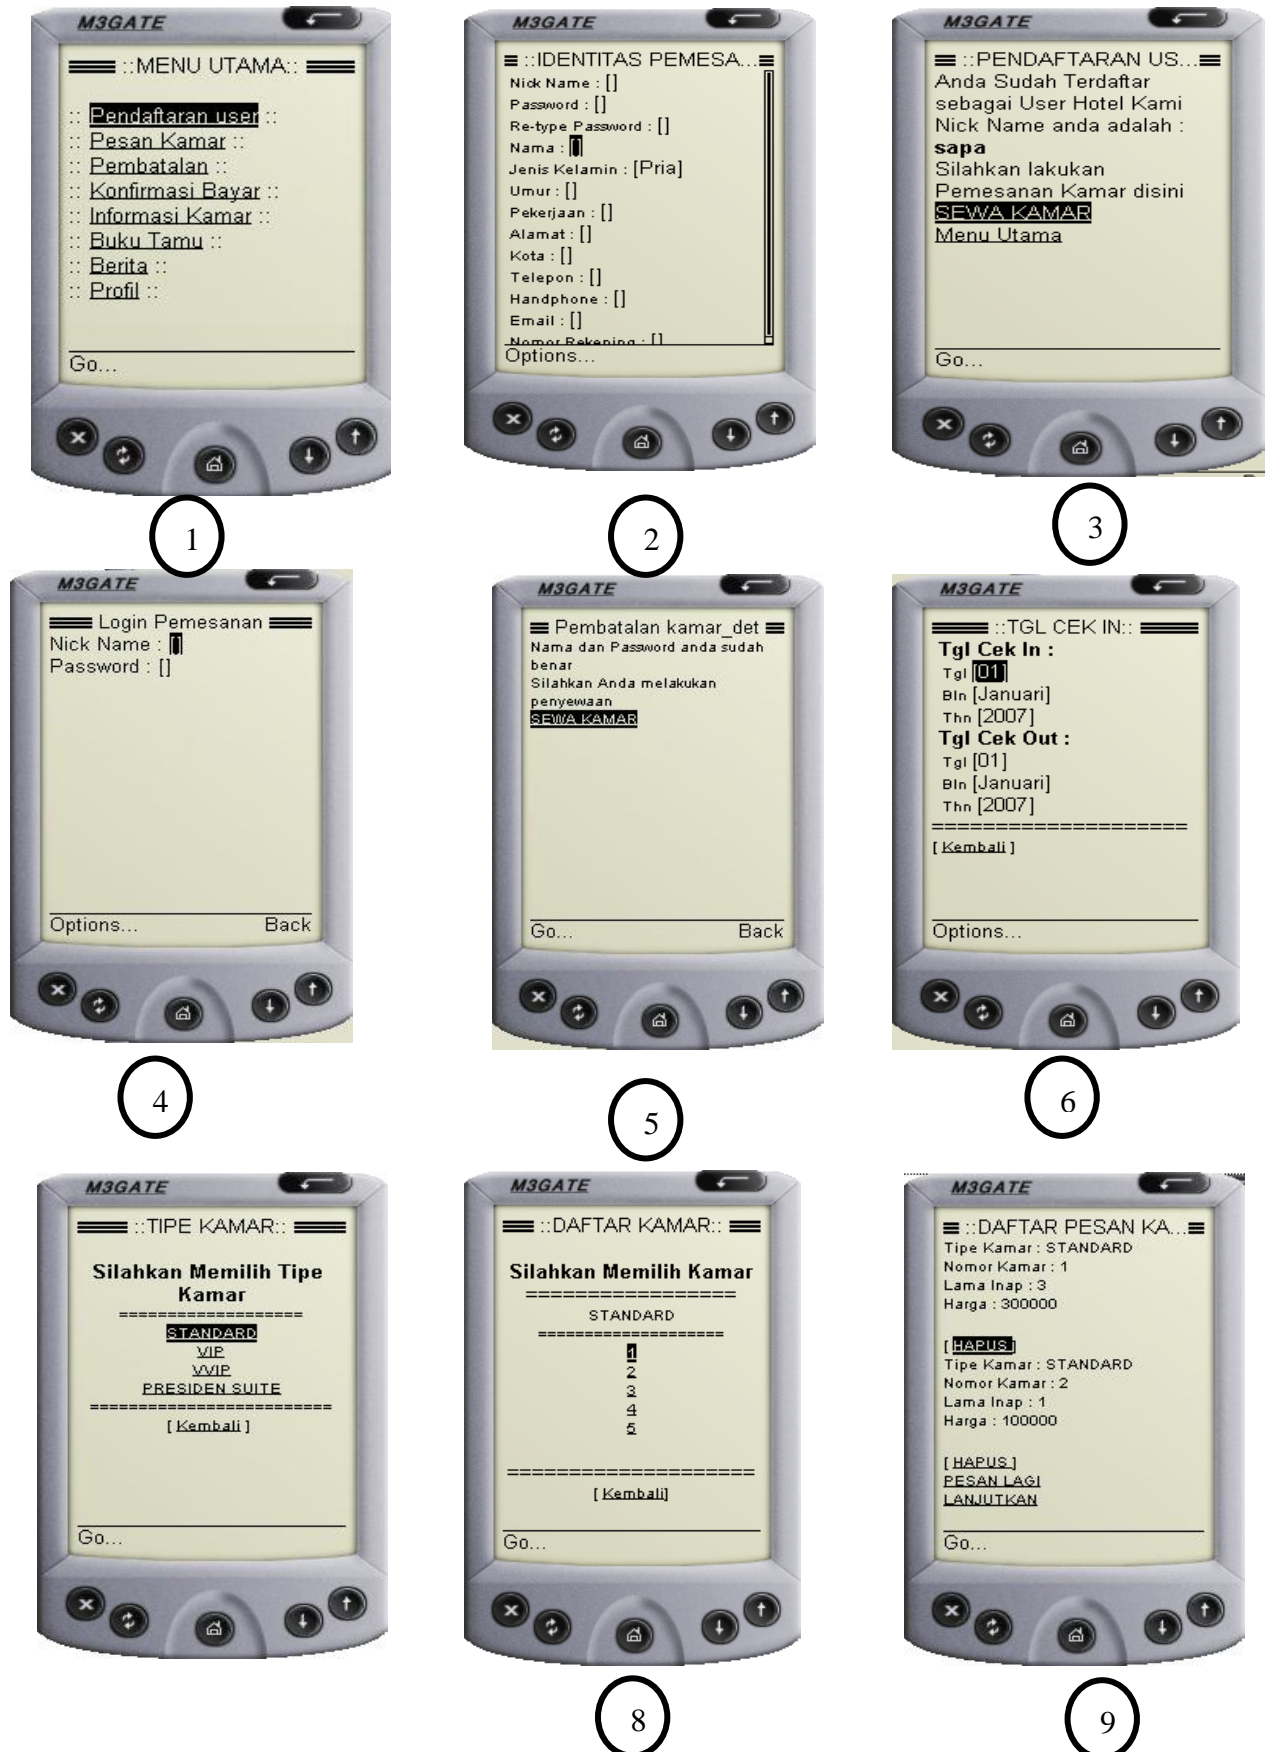 M3GATE
::MENU UTAMA::
:: Pendaftaran user ::
:: Pesan Kamar ::
:: Pembatalan ::
:: Konfirmasi Bayar ::
:: Informasi Kamar ::
:: Buku Tamu ::
:: Berita ::
:: Profil ::
Go...
1
M3GATE
::IDENTITAS PEMESA...
Nick Name : []
Password : []
Re-type Password : []
Nama : []
Jenis Kelamin : [Pria]
Umur : []
Pekerjaan : []
Alamat : []
Kota : []
Telepon : []
Handphone : []
Email : []
Nomor Rekening : []
Options...
2
M3GATE
::PENDAFTARAN US...
Anda Sudah Terdaftar
sebagai User Hotel Kami
Nick Name anda adalah :
sapa
Silahkan lakukan
Pemesanan Kamar disini
SEWA KAMAR
Menu Utama
Go...
3
M3GATE
Login Pemesanan
Nick Name : []
Password : []
Options... Back
4
M3GATE
Pembatalan kamar_det
Nama dan Password anda sudah
benar
Silahkan Anda melakukan
penyewaan
SEWA KAMAR
Go... Back
5
M3GATE
::TGL CEK IN::
Tgl Cek In :
Tgl [01]
Bln [Januari]
Thn [2007]
Tgl Cek Out :
Tgl [01]
Bln [Januari]
Thn [2007]
=====================
[ Kembali ]
Options...
6
M3GATE
::TIPE KAMAR::
Silahkan Memilih Tipe
Kamar
===================
STANDARD
VIP
VVIP
PRESIDEN SUITE
=========================
[ Kembali ]
Go...
M3GATE
::DAFTAR KAMAR::
Silahkan Memilih Kamar
=================
STANDARD
===================
1
2
3
4
5
====================
[ Kembali]
Go...
8
M3GATE
::DAFTAR PESAN KA...
Tipe Kamar : STANDARD
Nomor Kamar : 1
Lama Inap : 3
Harga : 300000
[ HAPUS ]
Tipe Kamar : STANDARD
Nomor Kamar : 2
Lama Inap : 1
Harga : 100000
[ HAPUS ]
PESAN LAGI
LANJUTKAN
Go...
9